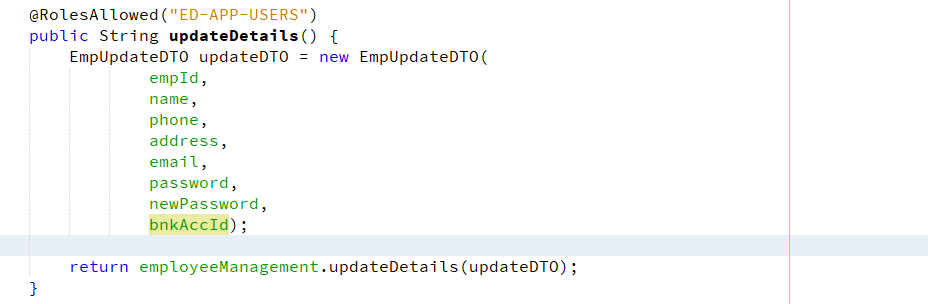 @RolesAllowed("ED-APP-USERS")
public String updateDetails() {
    EmpUpdateDTO updateDTO = new EmpUpdateDTO(
            empId,
            name,
            phone,
            address,
            email,
            password,
            newPassword,
            bnkAccId);
    return employeeManagement.updateDetails(updateDTO);
}